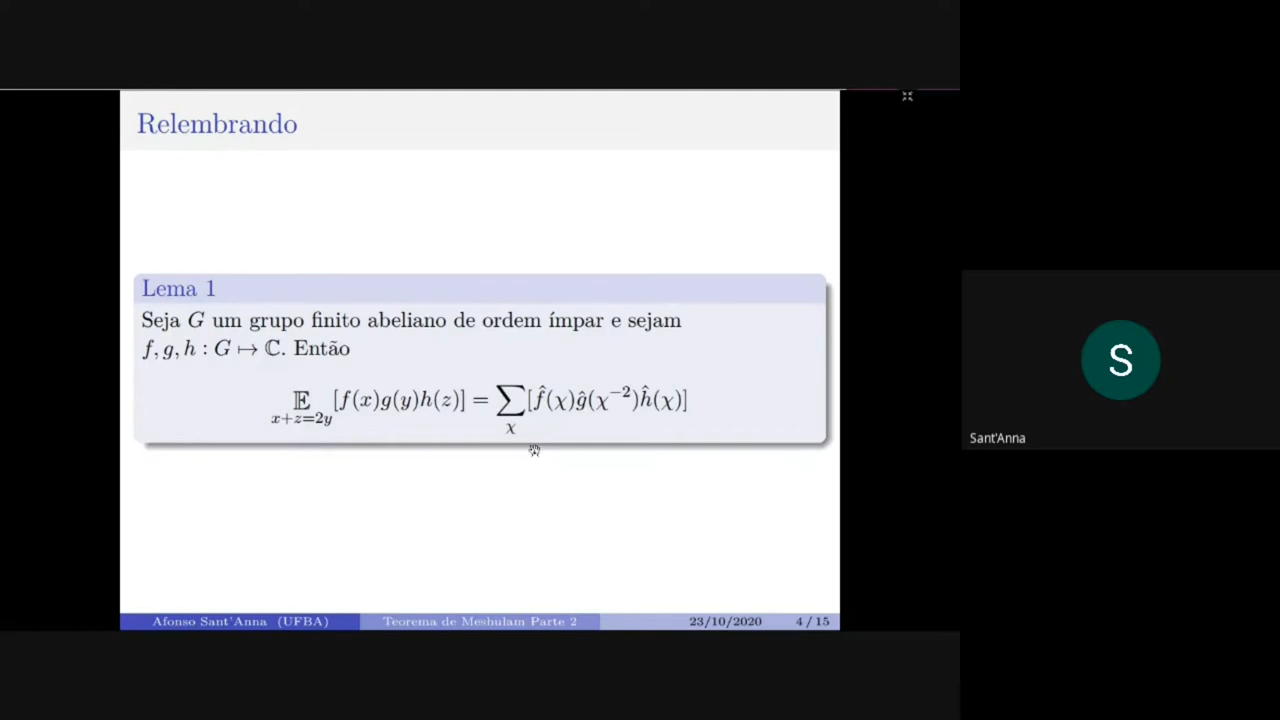 Relembrando
Lema 1
Seja G um grupo finito abeliano de ordem ímpar e sejam
f, g, h : G ↦ ℂ. Então
𝔼_{x+z=2y} [f(x)g(y)h(z)] = ∑_χ [f̂(χ)ĝ(χ⁻²)ĥ(χ)]
S
Sant'Anna
Afonso Sant'Anna (UFBA) Teorema de Meshulam Parte 2 23/10/2020 4 / 15